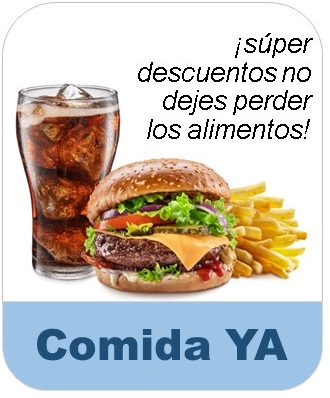 ¡súper
descuentos no
dejes perder
los alimentos!
Comida YA